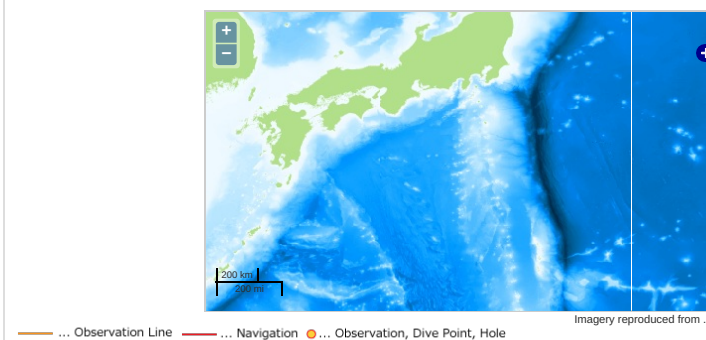 +
−
200 km
200 mi
Imagery reproduced from .
... Observation Line ... Navigation ... Observation, Dive Point, Hole